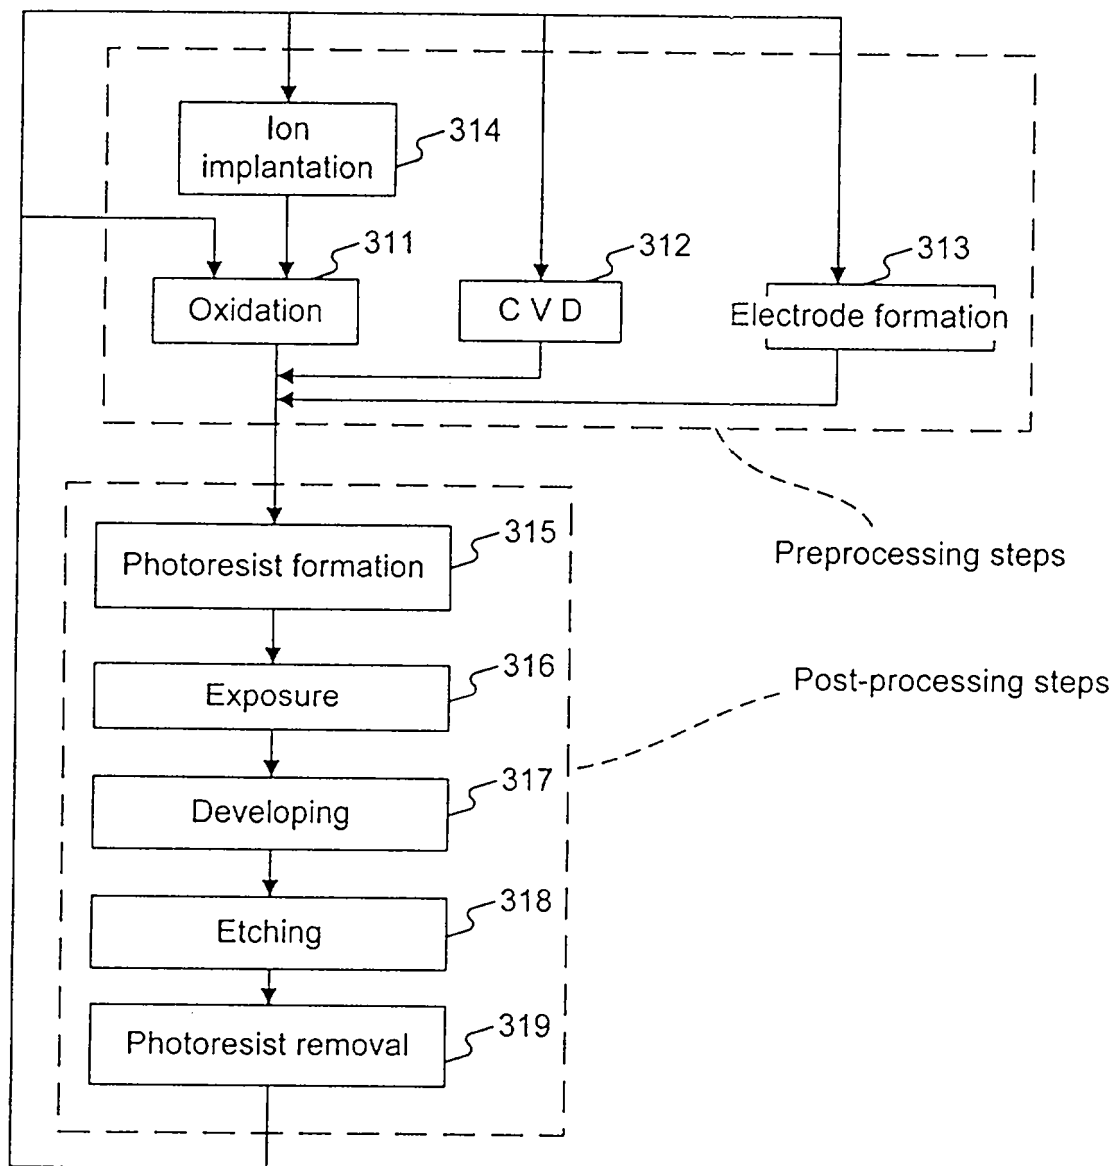 Ion
implantation
314
311
Oxidation
312
C V D
313
Electrode formation
Preprocessing steps
315
Photoresist formation
316
Exposure
Post-processing steps
317
Developing
318
Etching
319
Photoresist removal